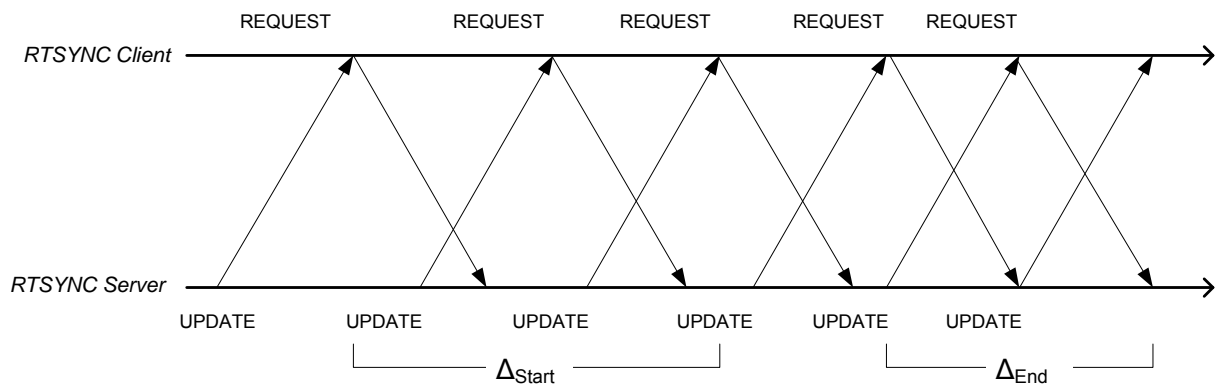 REQUEST REQUEST REQUEST REQUEST REQUEST
RTSYNC Client
RTSYNC Server
UPDATE UPDATE UPDATE UPDATE UPDATE UPDATE
ΔStart ΔEnd